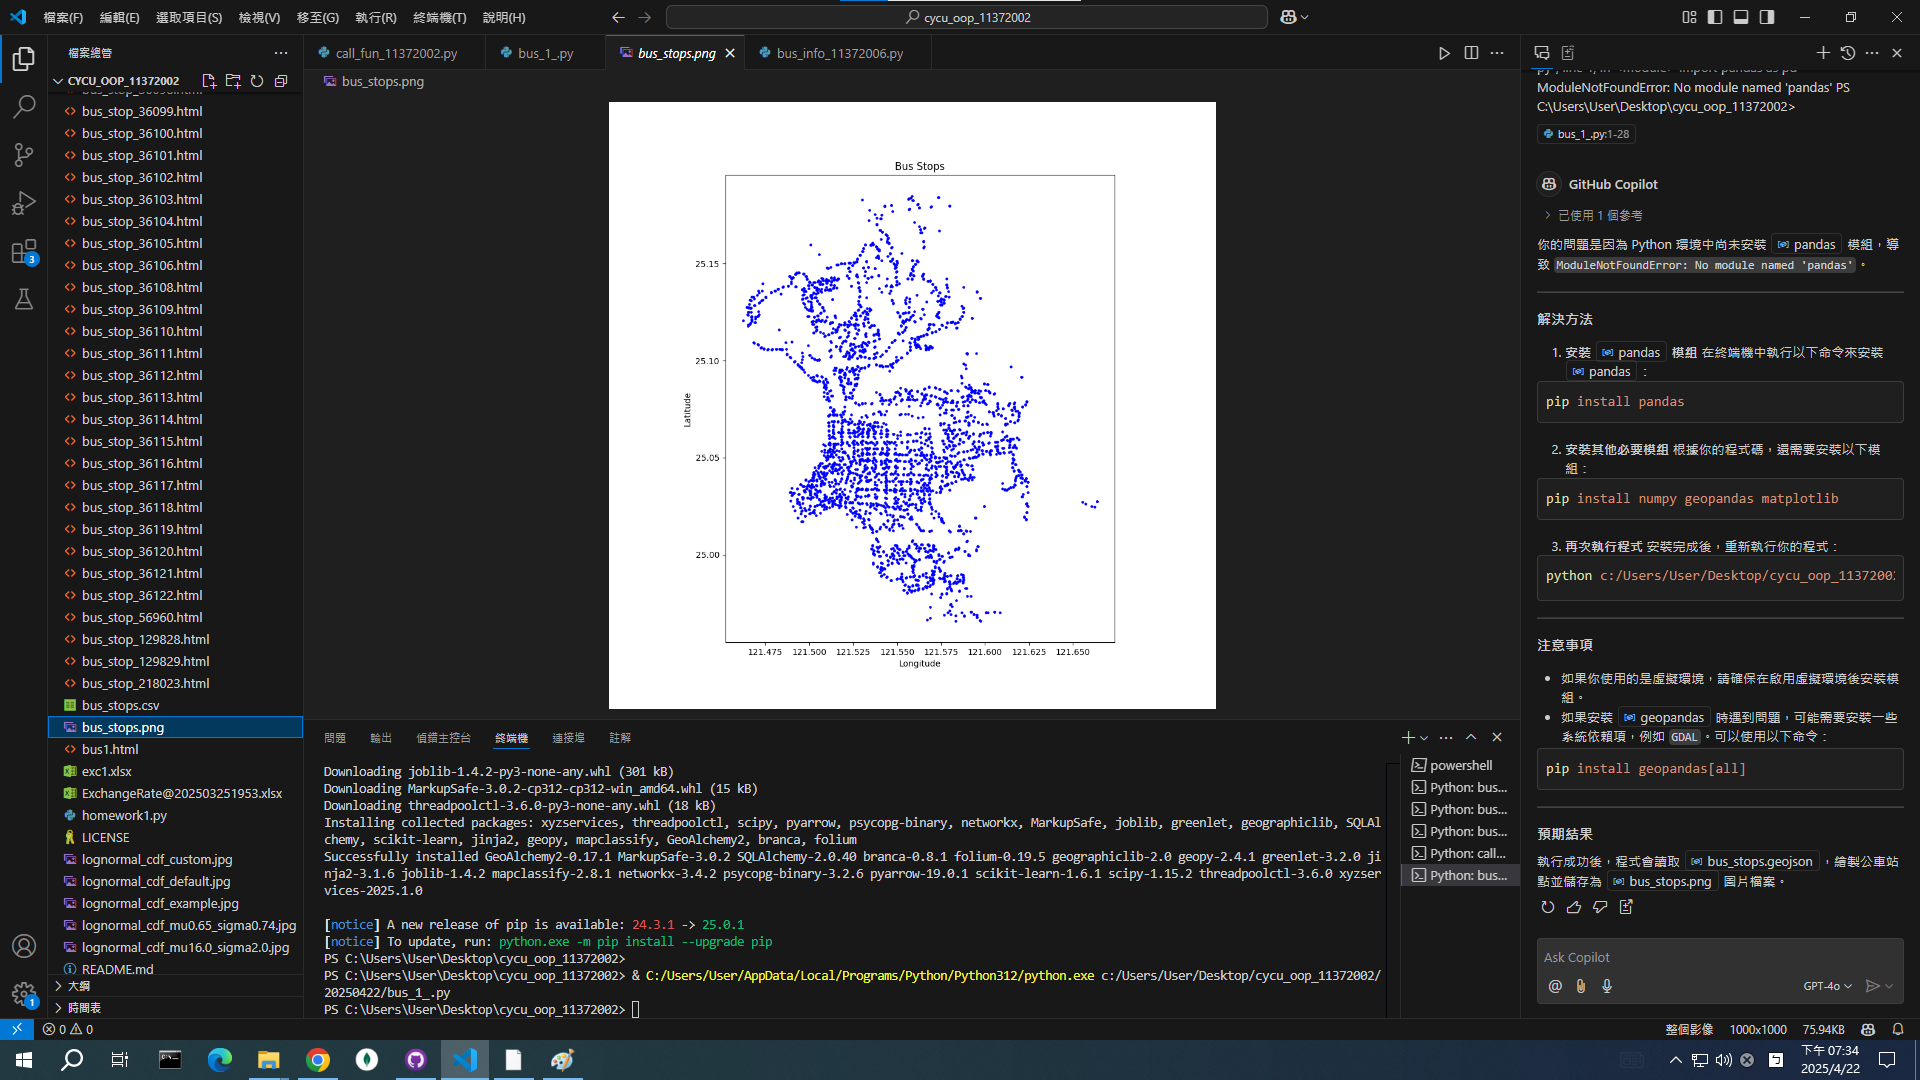 檔案(F) 編輯(E) 選取項目(S) 檢視(V) 移至(G) 執行(R) 終端機(T) 說明(H)
cycu_oop_11372002
檔案總管
CYCU_OOP_11372002
bus_stop_36099.html
bus_stop_36100.html
bus_stop_36101.html
bus_stop_36102.html
bus_stop_36103.html
bus_stop_36104.html
bus_stop_36105.html
bus_stop_36106.html
bus_stop_36108.html
bus_stop_36109.html
bus_stop_36110.html
bus_stop_36111.html
bus_stop_36112.html
bus_stop_36113.html
bus_stop_36114.html
bus_stop_36115.html
bus_stop_36116.html
bus_stop_36117.html
bus_stop_36118.html
bus_stop_36119.html
bus_stop_36120.html
bus_stop_36121.html
bus_stop_36122.html
bus_stop_56960.html
bus_stop_129828.html
bus_stop_129829.html
bus_stop_218023.html
bus_stops.csv
bus_stops.png
bus1.html
exc1.xlsx
ExchangeRate@202503251953.xlsx
homework1.py
LICENSE
lognormal_cdf_custom.jpg
lognormal_cdf_default.jpg
lognormal_cdf_example.jpg
lognormal_cdf_mu0.65_sigma0.74.jpg
lognormal_cdf_mu16.0_sigma2.0.jpg
README.md
大綱
時間表
3
1
call_fun_11372002.py
bus_1_.py
bus_stops.png
bus_info_11372006.py
bus_stops.png
Bus Stops
25.15
25.10
25.05
25.00
Latitude
121.475 121.500 121.525 121.550 121.575 121.600 121.625 121.650
Longitude
問題 輸出 偵錯主控台 終端機 連接埠 註解
Downloading joblib-1.4.2-py3-none-any.whl (301 kB)
Downloading MarkupSafe-3.0.2-cp312-cp312-win_amd64.whl (15 kB)
Downloading threadpoolctl-3.6.0-py3-none-any.whl (18 kB)
Installing collected packages: xyzservices, threadpoolctl, scipy, pyarrow, psycopg-binary, networkx, MarkupSafe, joblib, greenlet, geographiclib, SQLAl
chemy, scikit-learn, jinja2, geopy, mapclassify, GeoAlchemy2, branca, folium
Successfully installed GeoAlchemy2-0.17.1 MarkupSafe-3.0.2 SQLAlchemy-2.0.40 branca-0.8.1 folium-0.19.5 geographiclib-2.0 geopy-2.4.1 greenlet-3.2.0 ji
nja2-3.1.6 joblib-1.4.2 mapclassify-2.8.1 networkx-3.4.2 psycopg-binary-3.2.6 pyarrow-19.0.1 scikit-learn-1.6.1 scipy-1.15.2 threadpoolctl-3.6.0 xyzser
vices-2025.1.0
[notice] A new release of pip is available: 24.3.1 -> 25.0.1
[notice] To update, run: python.exe -m pip install --upgrade pip
PS C:\Users\User\Desktop\cycu_oop_11372002>
PS C:\Users\User\Desktop\cycu_oop_11372002> & C:/Users/User/AppData/Local/Programs/Python/Python312/python.exe c:/Users/User/Desktop/cycu_oop_11372002/
20250422/bus_1_.py
PS C:\Users\User\Desktop\cycu_oop_11372002>
powershell
Python: bus...
Python: bus...
Python: bus...
Python: call...
Python: bus...
ModuleNotFoundError: No module named 'pandas' PS
C:\Users\User\Desktop\cycu_oop_11372002>
bus_1_.py:1-28
GitHub Copilot
已使用 1 個參考
你的問題是因為 Python 環境中尚未安裝 pandas 模組，導
致 ModuleNotFoundError: No module named 'pandas'。
解決方法
1. 安裝 pandas 模組 在終端機中執行以下命令來安裝
pandas ：
pip install pandas
2. 安裝其他必要模組 根據你的程式碼，還需要安裝以下模
組：
pip install numpy geopandas matplotlib
3. 再次執行程式 安裝完成後，重新執行你的程式：
python c:/Users/User/Desktop/cycu_oop_1137200
注意事項
如果你使用的是虛擬環境，請確保在啟用虛擬環境後安裝模
組。
如果安裝 geopandas 時遇到問題，可能需要安裝一些
系統依賴項，例如 GDAL。可以使用以下命令：
pip install geopandas[all]
預期結果
執行成功後，程式會讀取 bus_stops.geojson ，繪製公車站
點並儲存為 bus_stops.png 圖片檔案。
Ask Copilot
GPT-4o
0 0
整個影像 1000x1000 75.94KB
下午 07:34
2025/4/22